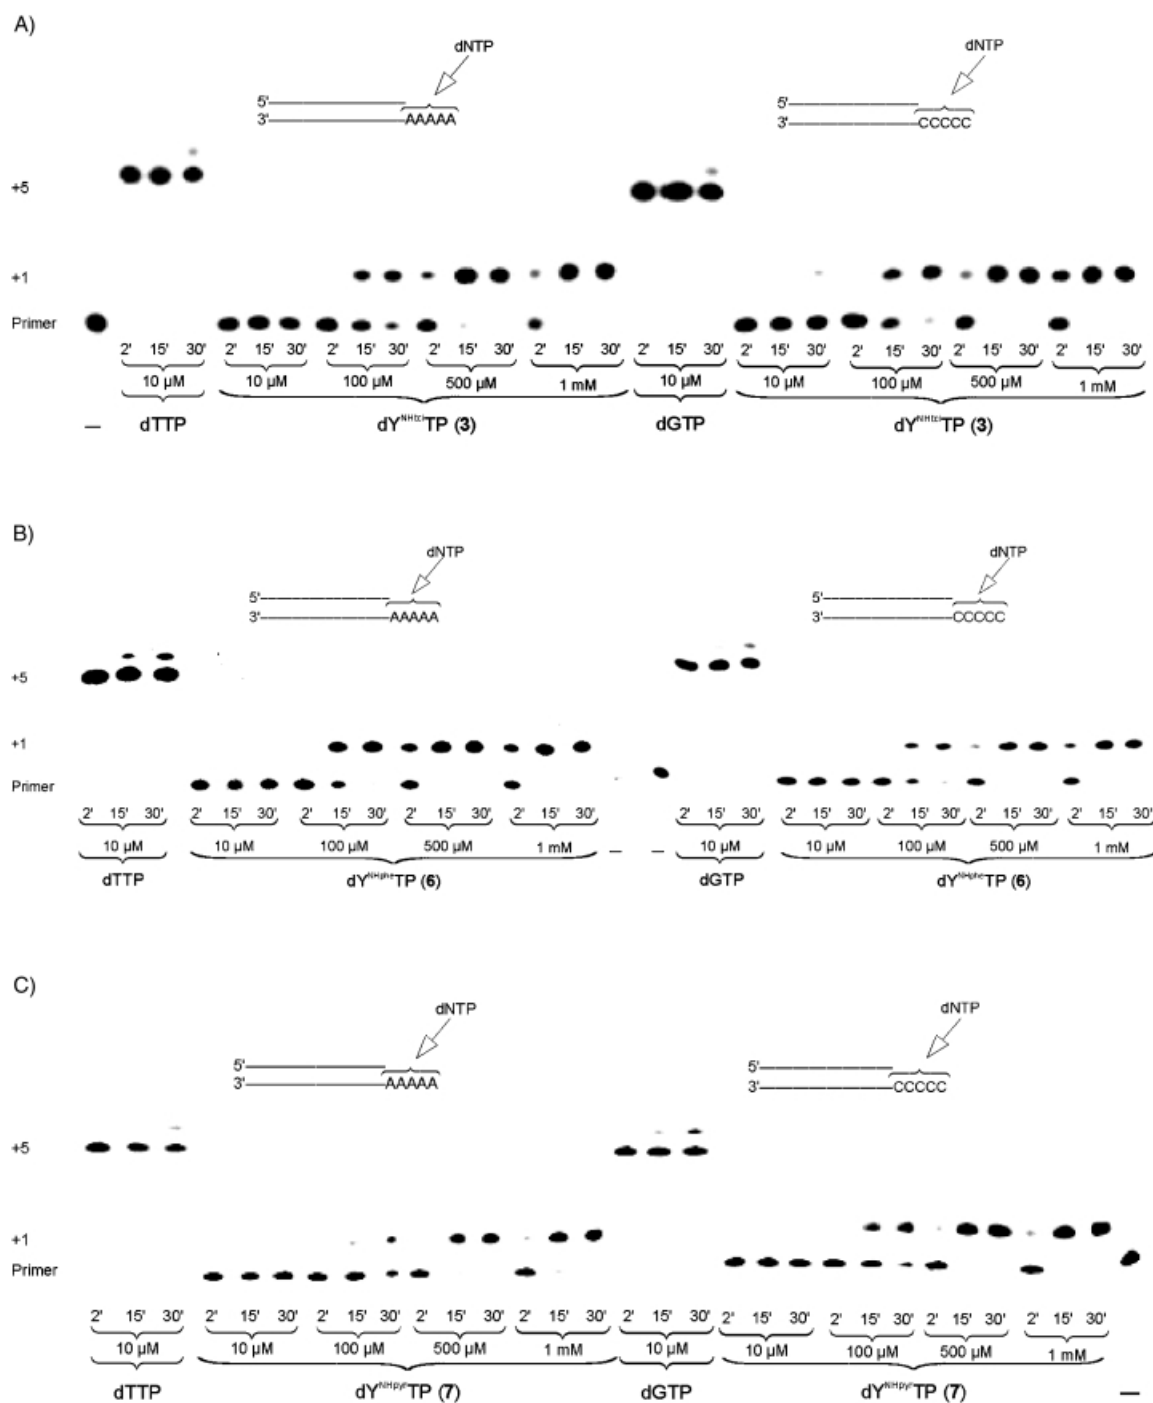 A)
dNTP dNTP
5' 5'
3' AAAAA 3' CCCCC
+5
+1
Primer
2' 15' 30' 2' 15' 30' 2' 15' 30' 2' 15' 30' 2' 15' 30' 2' 15' 30' 2' 15' 30' 2' 15' 30' 2' 15' 30' 2' 15' 30'
10 µM 10 µM 100 µM 500 µM 1 mM 10 µM 10 µM 100 µM 500 µM 1 mM
– dTTP dY TP (3) dGTP dY TP (3)
B)
dNTP dNTP
5' 5'
3' AAAAA 3' CCCCC
+5
+1
Primer
2' 15' 30' 2' 15' 30' 2' 15' 30' 2' 15' 30' 2' 15' 30' 2' 15' 30' 2' 15' 30' 2' 15' 30' 2' 15' 30' 2' 15' 30'
10 µM 10 µM 100 µM 500 µM 1 mM – – 10 µM 10 µM 100 µM 500 µM 1 mM
dTTP dY^NHphe TP (6) dGTP dY^NHphe TP (6)
C)
dNTP dNTP
5' 5'
3' AAAAA 3' CCCCC
+5
+1
Primer
2' 15' 30' 2' 15' 30' 2' 15' 30' 2' 15' 30' 2' 15' 30' 2' 15' 30' 2' 15' 30' 2' 15' 30' 2' 15' 30' 2' 15' 30'
10 µM 10 µM 100 µM 500 µM 1 mM 10 µM 10 µM 100 µM 500 µM 1 mM
dTTP dY^NHpyr TP (7) dGTP dY^NHpyr TP (7) –